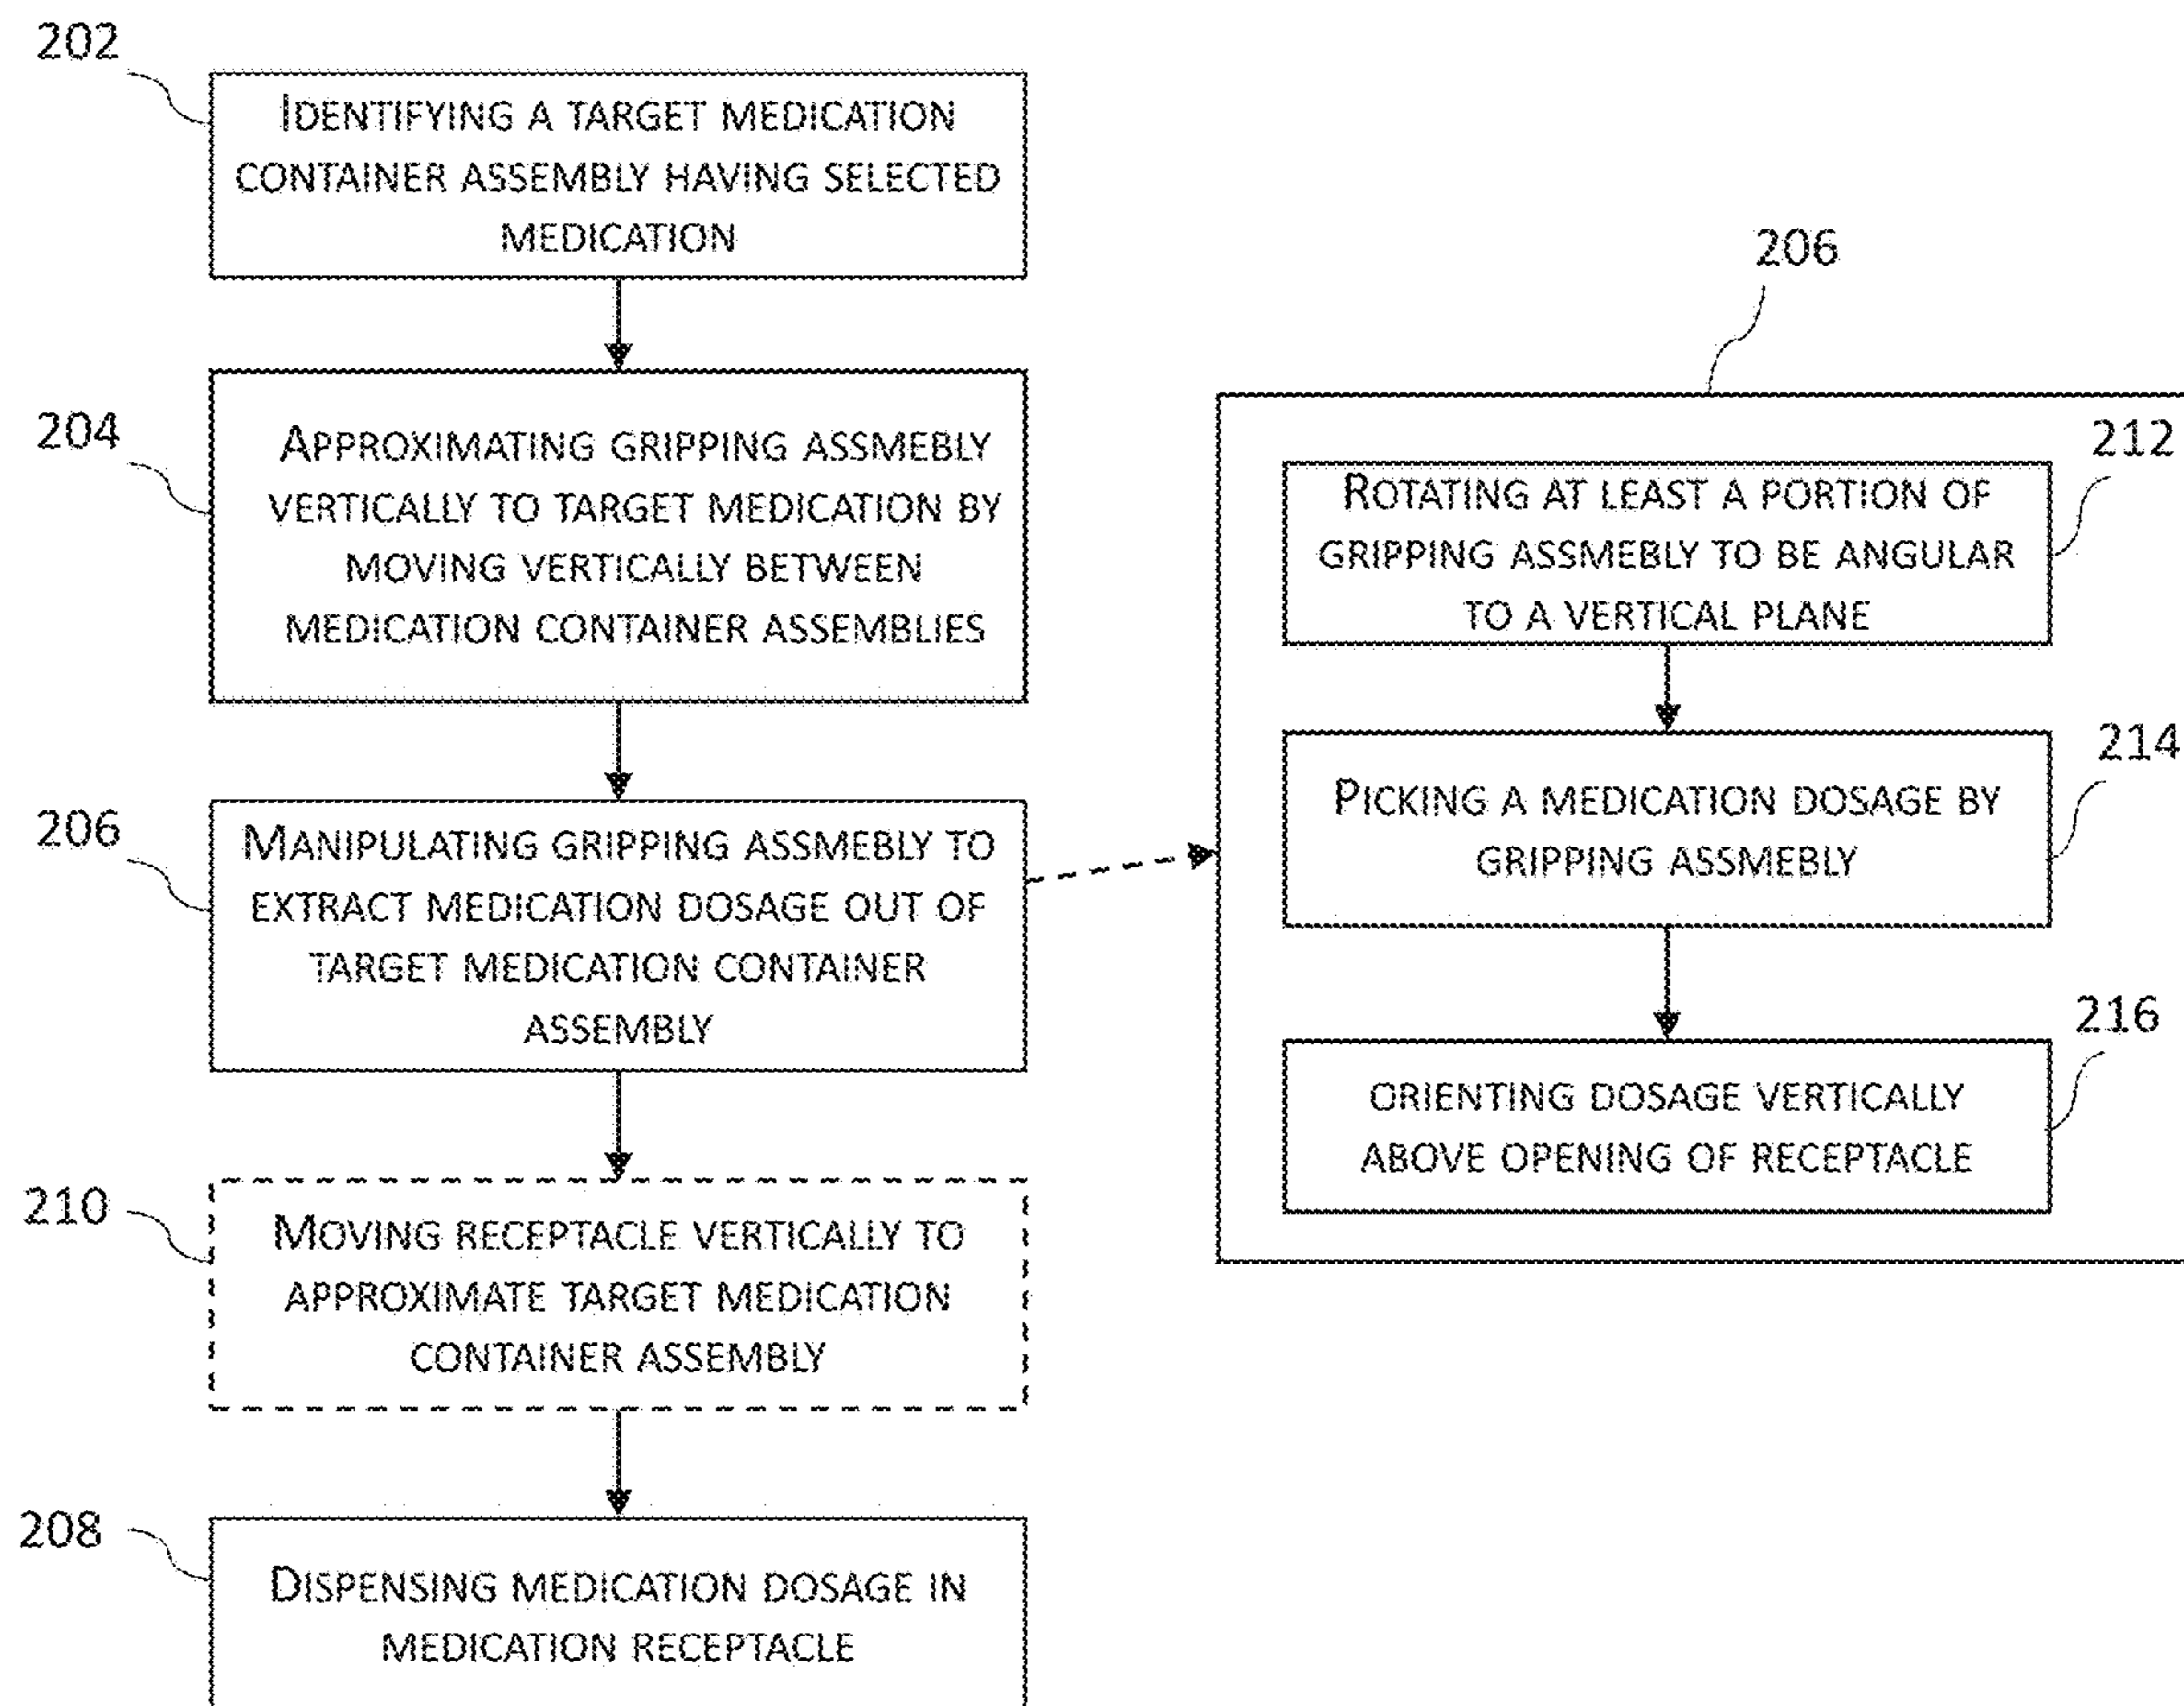 202
IDENTIFYING A TARGET MEDICATION
CONTAINER ASSEMBLY HAVING SELECTED
MEDICATION
204
APPROXIMATING GRIPPING ASSMEBLY
VERTICALLY TO TARGET MEDICATION BY
MOVING VERTICALLY BETWEEN
MEDICATION CONTAINER ASSEMBLIES
206
MANIPULATING GRIPPING ASSMEBLY TO
EXTRACT MEDICATION DOSAGE OUT OF
TARGET MEDICATION CONTAINER
ASSEMBLY
210
MOVING RECEPTACLE VERTICALLY TO
APPROXIMATE TARGET MEDICATION
CONTAINER ASSEMBLY
208
DISPENSING MEDICATION DOSAGE IN
MEDICATION RECEPTACLE
206
212
ROTATING AT LEAST A PORTION OF
GRIPPING ASSMEBLY TO BE ANGULAR
TO A VERTICAL PLANE
214
PICKING A MEDICATION DOSAGE BY
GRIPPING ASSMEBLY
216
ORIENTING DOSAGE VERTICALLY
ABOVE OPENING OF RECEPTACLE